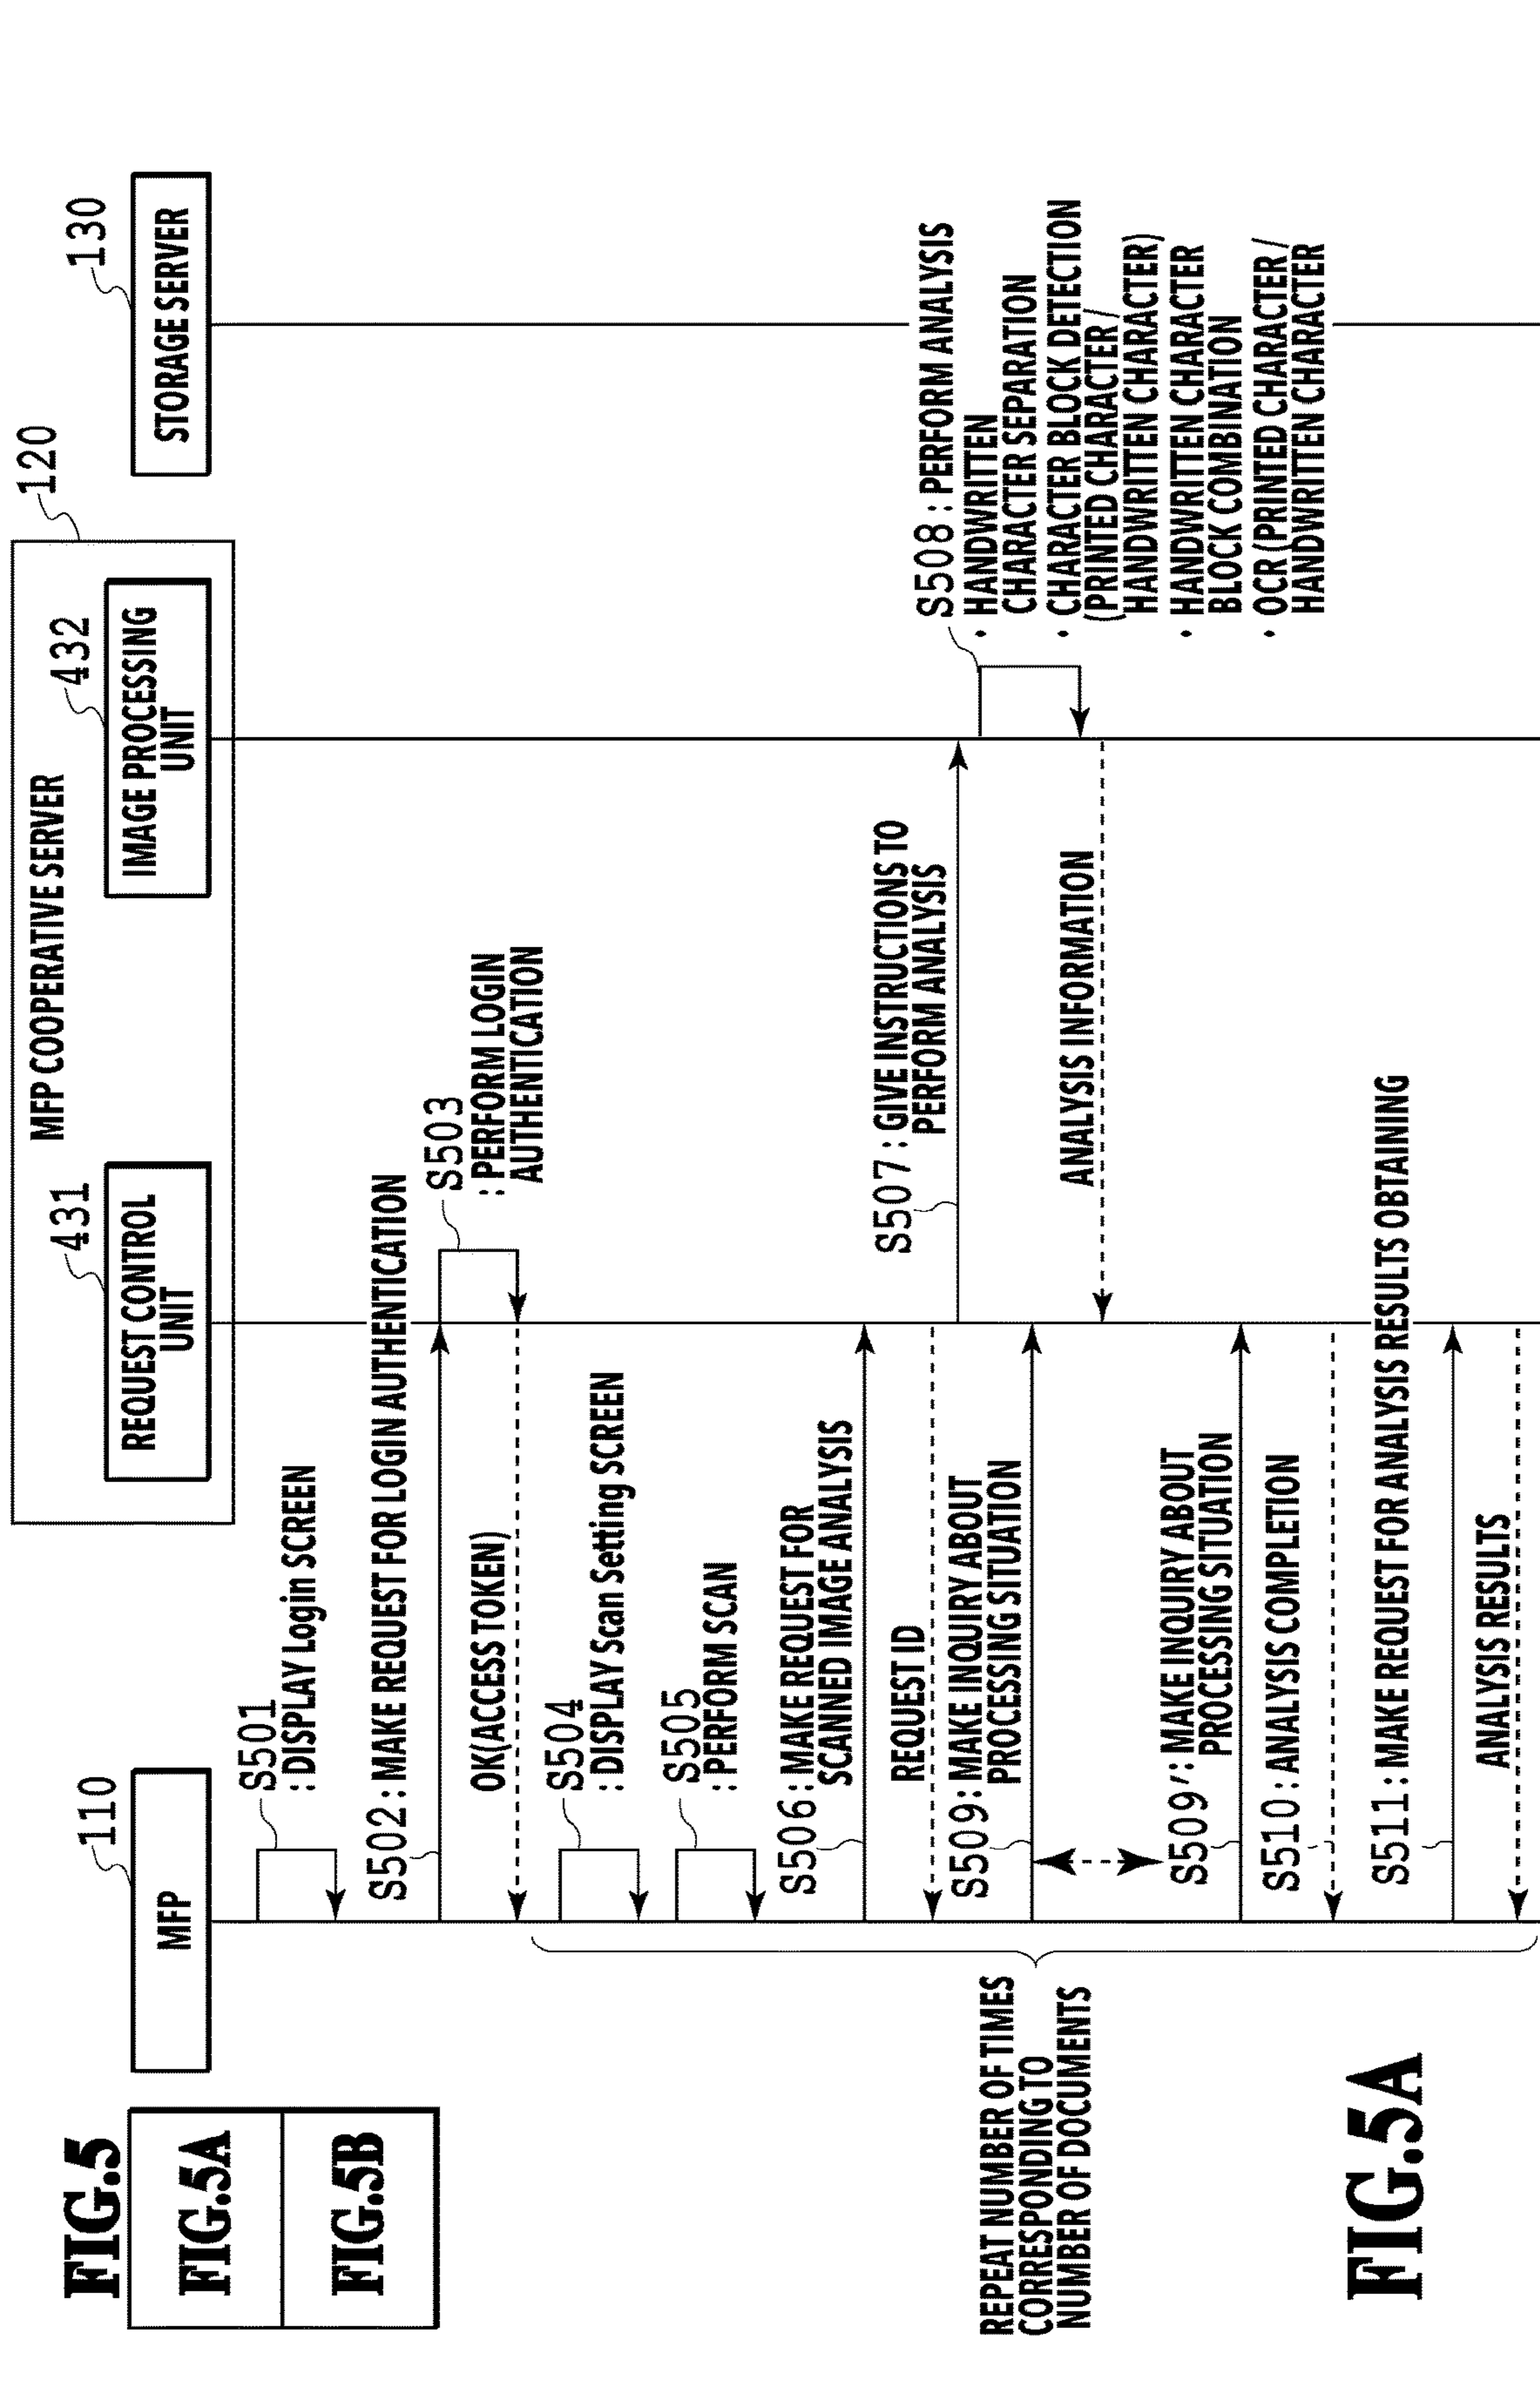 FIG.5
FIG.5A
FIG.5B
110
MFP
120
MFP COOPERATIVE SERVER
431
REQUEST CONTROL
UNIT
432
IMAGE PROCESSING
UNIT
130
STORAGE SERVER
S501
: DISPLAY Login SCREEN
S502 : MAKE REQUEST FOR LOGIN AUTHENTICATION
S503
: PERFORM LOGIN
AUTHENTICATION
OK(ACCESS TOKEN)
S504
: DISPLAY Scan Setting SCREEN
S505
: PERFORM SCAN
S506 : MAKE REQUEST FOR
SCANNED IMAGE ANALYSIS
REQUEST ID
S507 : GIVE INSTRUCTIONS TO
PERFORM ANALYSIS
S508 : PERFORM ANALYSIS
• HANDWRITTEN
CHARACTER SEPARATION
• CHARACTER BLOCK DETECTION
(PRINTED CHARACTER /
HANDWRITTEN CHARACTER)
• HANDWRITTEN CHARACTER
BLOCK COMBINATION
• OCR (PRINTED CHARACTER /
HANDWRITTEN CHARACTER
S509 : MAKE INQUIRY ABOUT
PROCESSING SITUATION
ANALYSIS INFORMATION
S509′ : MAKE INQUIRY ABOUT
PROCESSING SITUATION
S510 : ANALYSIS COMPLETION
S511 : MAKE REQUEST FOR ANALYSIS RESULTS OBTAINING
ANALYSIS RESULTS
REPEAT NUMBER OF TIMES
CORRESPONDING TO
NUMBER OF DOCUMENTS
FIG.5A